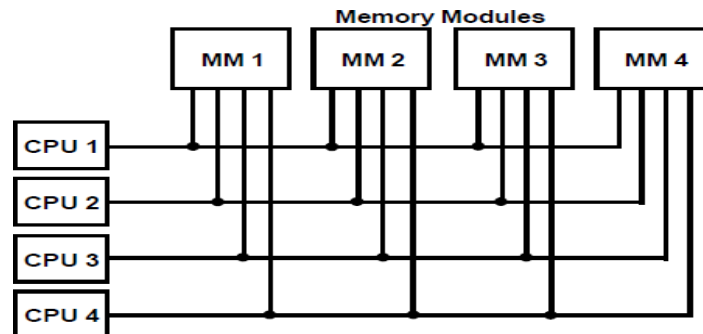 Memory Modules
MM 1 MM 2 MM 3 MM 4
CPU 1
CPU 2
CPU 3
CPU 4